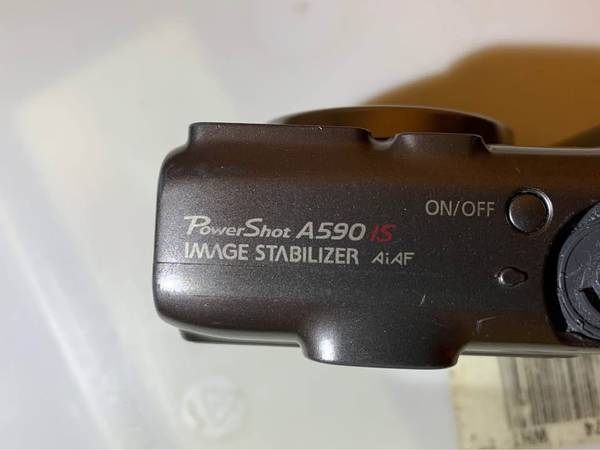 PowerShot A590 IS
ON/OFF
IMAGE STABILIZER AiAF